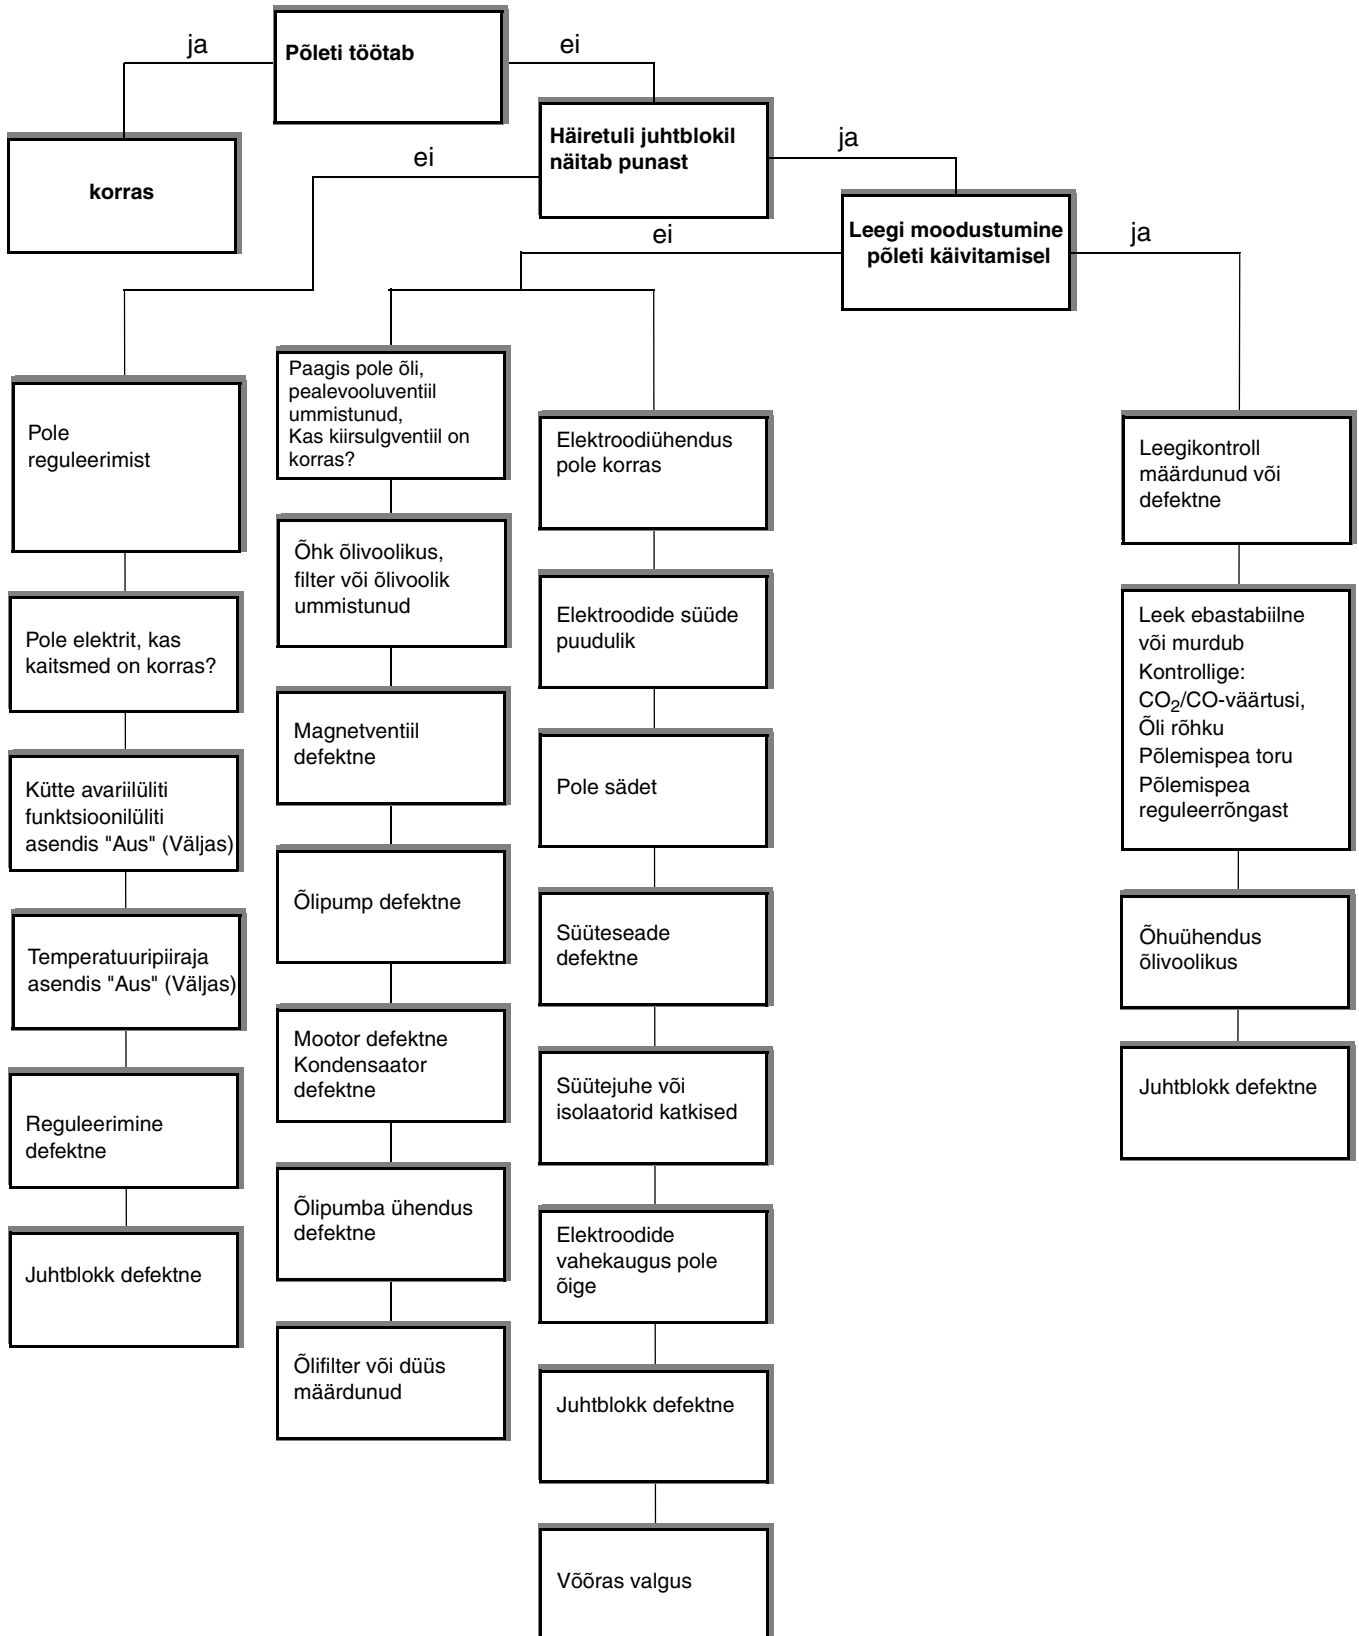 ja
Põleti töötab
ei
korras
Häiretuli juhtblokil
näitab punast
ei
ja
Leegi moodustumine
põleti käivitamisel
ei
ja
Pole
reguleerimist
Pole elektrit, kas
kaitsmed on korras?
Kütte avariilüliti
funktsioonilüliti
asendis "Aus" (Väljas)
Temperatuuripiiraja
asendis "Aus" (Väljas)
Reguleerimine
defektne
Juhtblokk defektne
Paagis pole õli,
pealevooluventiil
ummistunud,
Kas kiirsulgventiil on
korras?
Õhk õlivoolikus,
filter või õlivoolik
ummistunud
Magnetventiil
defektne
Õlipump defektne
Mootor defektne
Kondensaator
defektne
Õlipumba ühendus
defektne
Õlifilter või düüs
määrdunud
Elektroodiühendus
pole korras
Elektroodide süüde
puudulik
Pole sädet
Süüteseade
defektne
Süütejuhe või
isolaatorid katkised
Elektroodide
vahekaugus pole
õige
Juhtblokk defektne
Võõras valgus
Leegikontroll
määrdunud või
defektne
Leek ebastabiilne
või murdub
Kontrollige:
CO₂/CO-väärtusi,
Õli rõhku
Põlemispea toru
Põlemispea
reguleerrõngast
Õhuühendus
õlivoolikus
Juhtblokk defektne